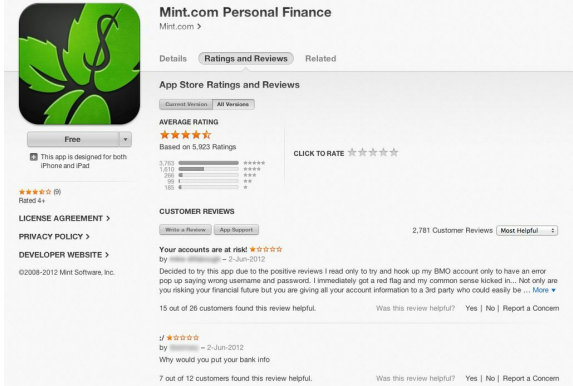 Mint.com Personal Finance
Mint.com >
Details Ratings and Reviews Related
App Store Ratings and Reviews
Current Version All Versions
AVERAGE RATING
Based on 5,923 Ratings
3,763
1,610
266
99
185
CLICK TO RATE
Free
This app is designed for both
iPhone and iPad
(9)
Rated 4+
LICENSE AGREEMENT >
PRIVACY POLICY >
DEVELOPER WEBSITE >
©2008-2012 Mint Software, Inc.
CUSTOMER REVIEWS
Write a Review App Support
2,781 Customer Reviews Most Helpful
Your accounts are at risk!
by – 2-Jun-2012
Decided to try this app due to the positive reviews I read only to try and hook up my BMO account only to have an error
pop up saying wrong username and password. I immediately got a red flag and my common sense kicked in... Not only are
you risking your financial future but you are giving all your account information to a 3rd party who could easily be ... More
15 out of 26 customers found this review helpful. Was this review helpful? Yes | No | Report a Concern
:/
by – 2-Jun-2012
Why would you put your bank info
7 out of 12 customers found this review helpful. Was this review helpful? Yes | No | Report a Concern